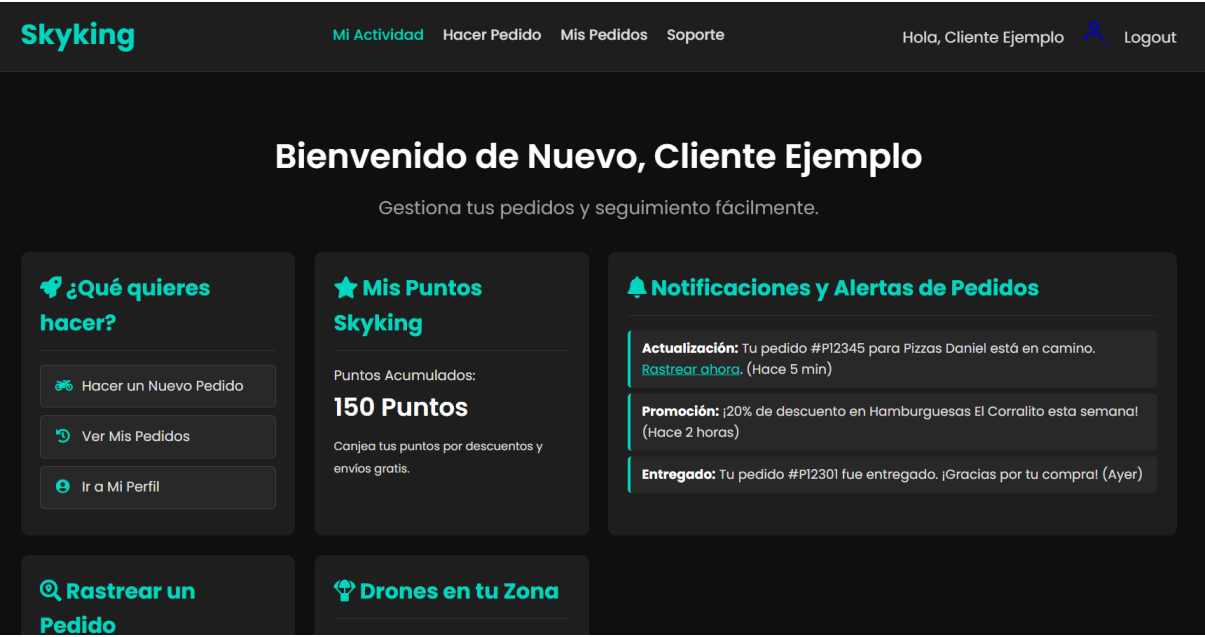 Skyking
Mi Actividad Hacer Pedido Mis Pedidos Soporte
Hola, Cliente Ejemplo Logout
Bienvenido de Nuevo, Cliente Ejemplo
Gestiona tus pedidos y seguimiento fácilmente.
¿Qué quieres
hacer?
Hacer un Nuevo Pedido
Ver Mis Pedidos
Ir a Mi Perfil
Mis Puntos
Skyking
Puntos Acumulados:
150 Puntos
Canjea tus puntos por descuentos y
envíos gratis.
Notificaciones y Alertas de Pedidos
Actualización: Tu pedido #P12345 para Pizzas Daniel está en camino.
Rastrear ahora. (Hace 5 min)
Promoción: ¡20% de descuento en Hamburguesas El Corralito esta semana!
(Hace 2 horas)
Entregado: Tu pedido #P12301 fue entregado. ¡Gracias por tu compra! (Ayer)
Rastrear un
Pedido
Drones en tu Zona